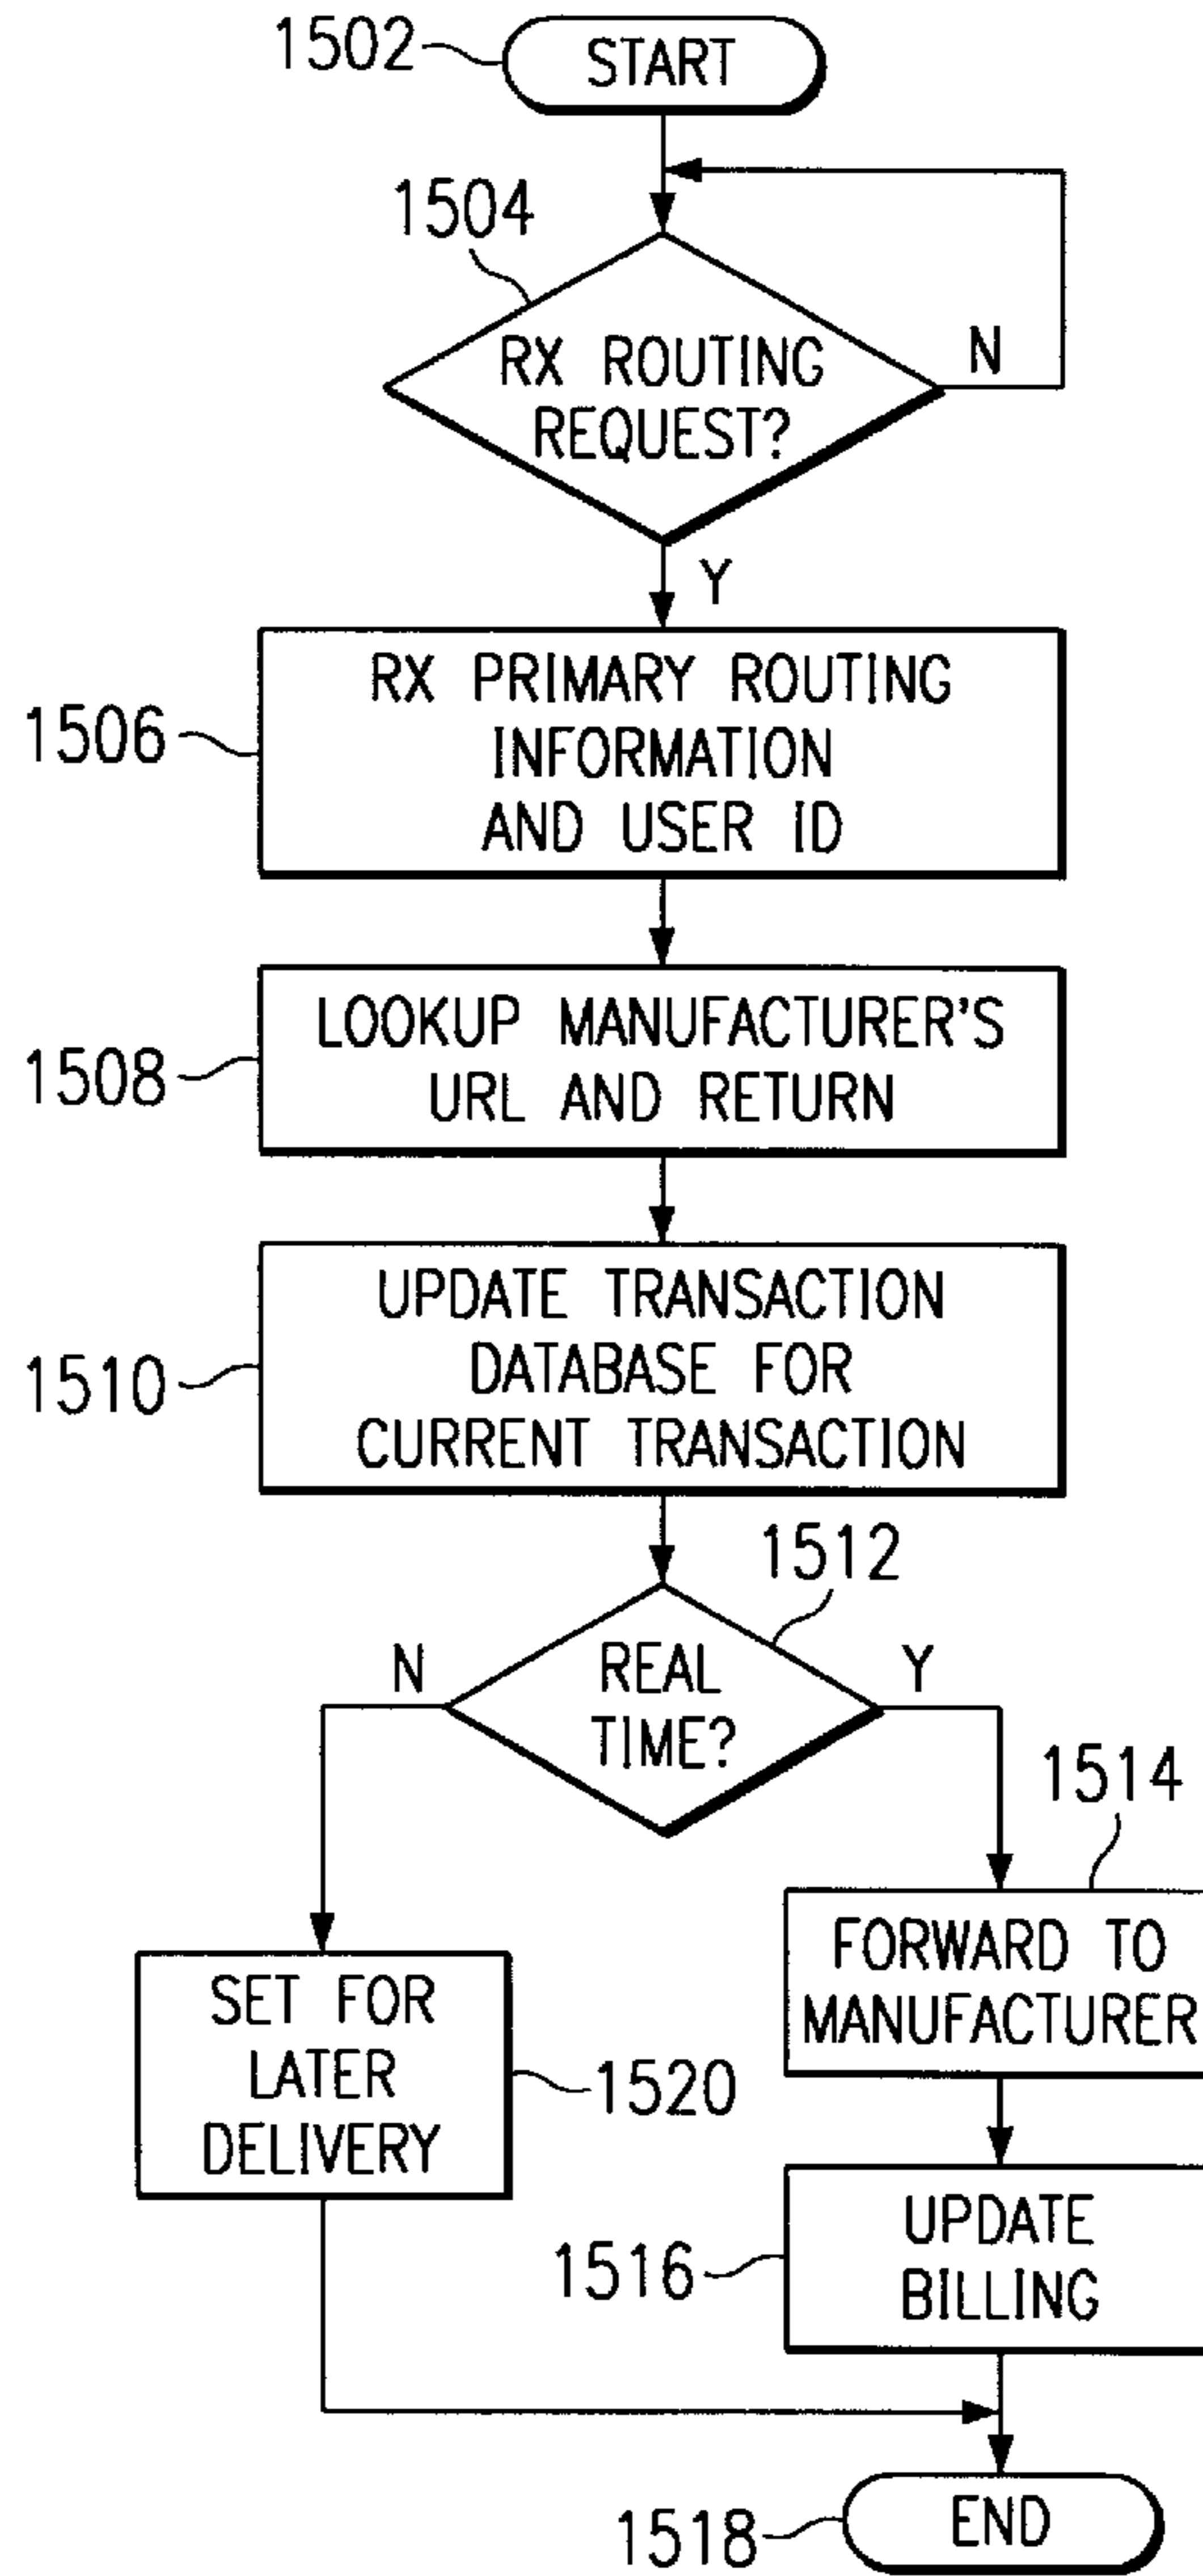 1502
START
1504
RX ROUTING
REQUEST?
N
Y
1506
RX PRIMARY ROUTING
INFORMATION
AND USER ID
1508
LOOKUP MANUFACTURER'S
URL AND RETURN
1510
UPDATE TRANSACTION
DATABASE FOR
CURRENT TRANSACTION
1512
N
REAL
TIME?
Y
1514
FORWARD TO
MANUFACTURER
SET FOR
LATER
DELIVERY
1520
1516
UPDATE
BILLING
1518
END